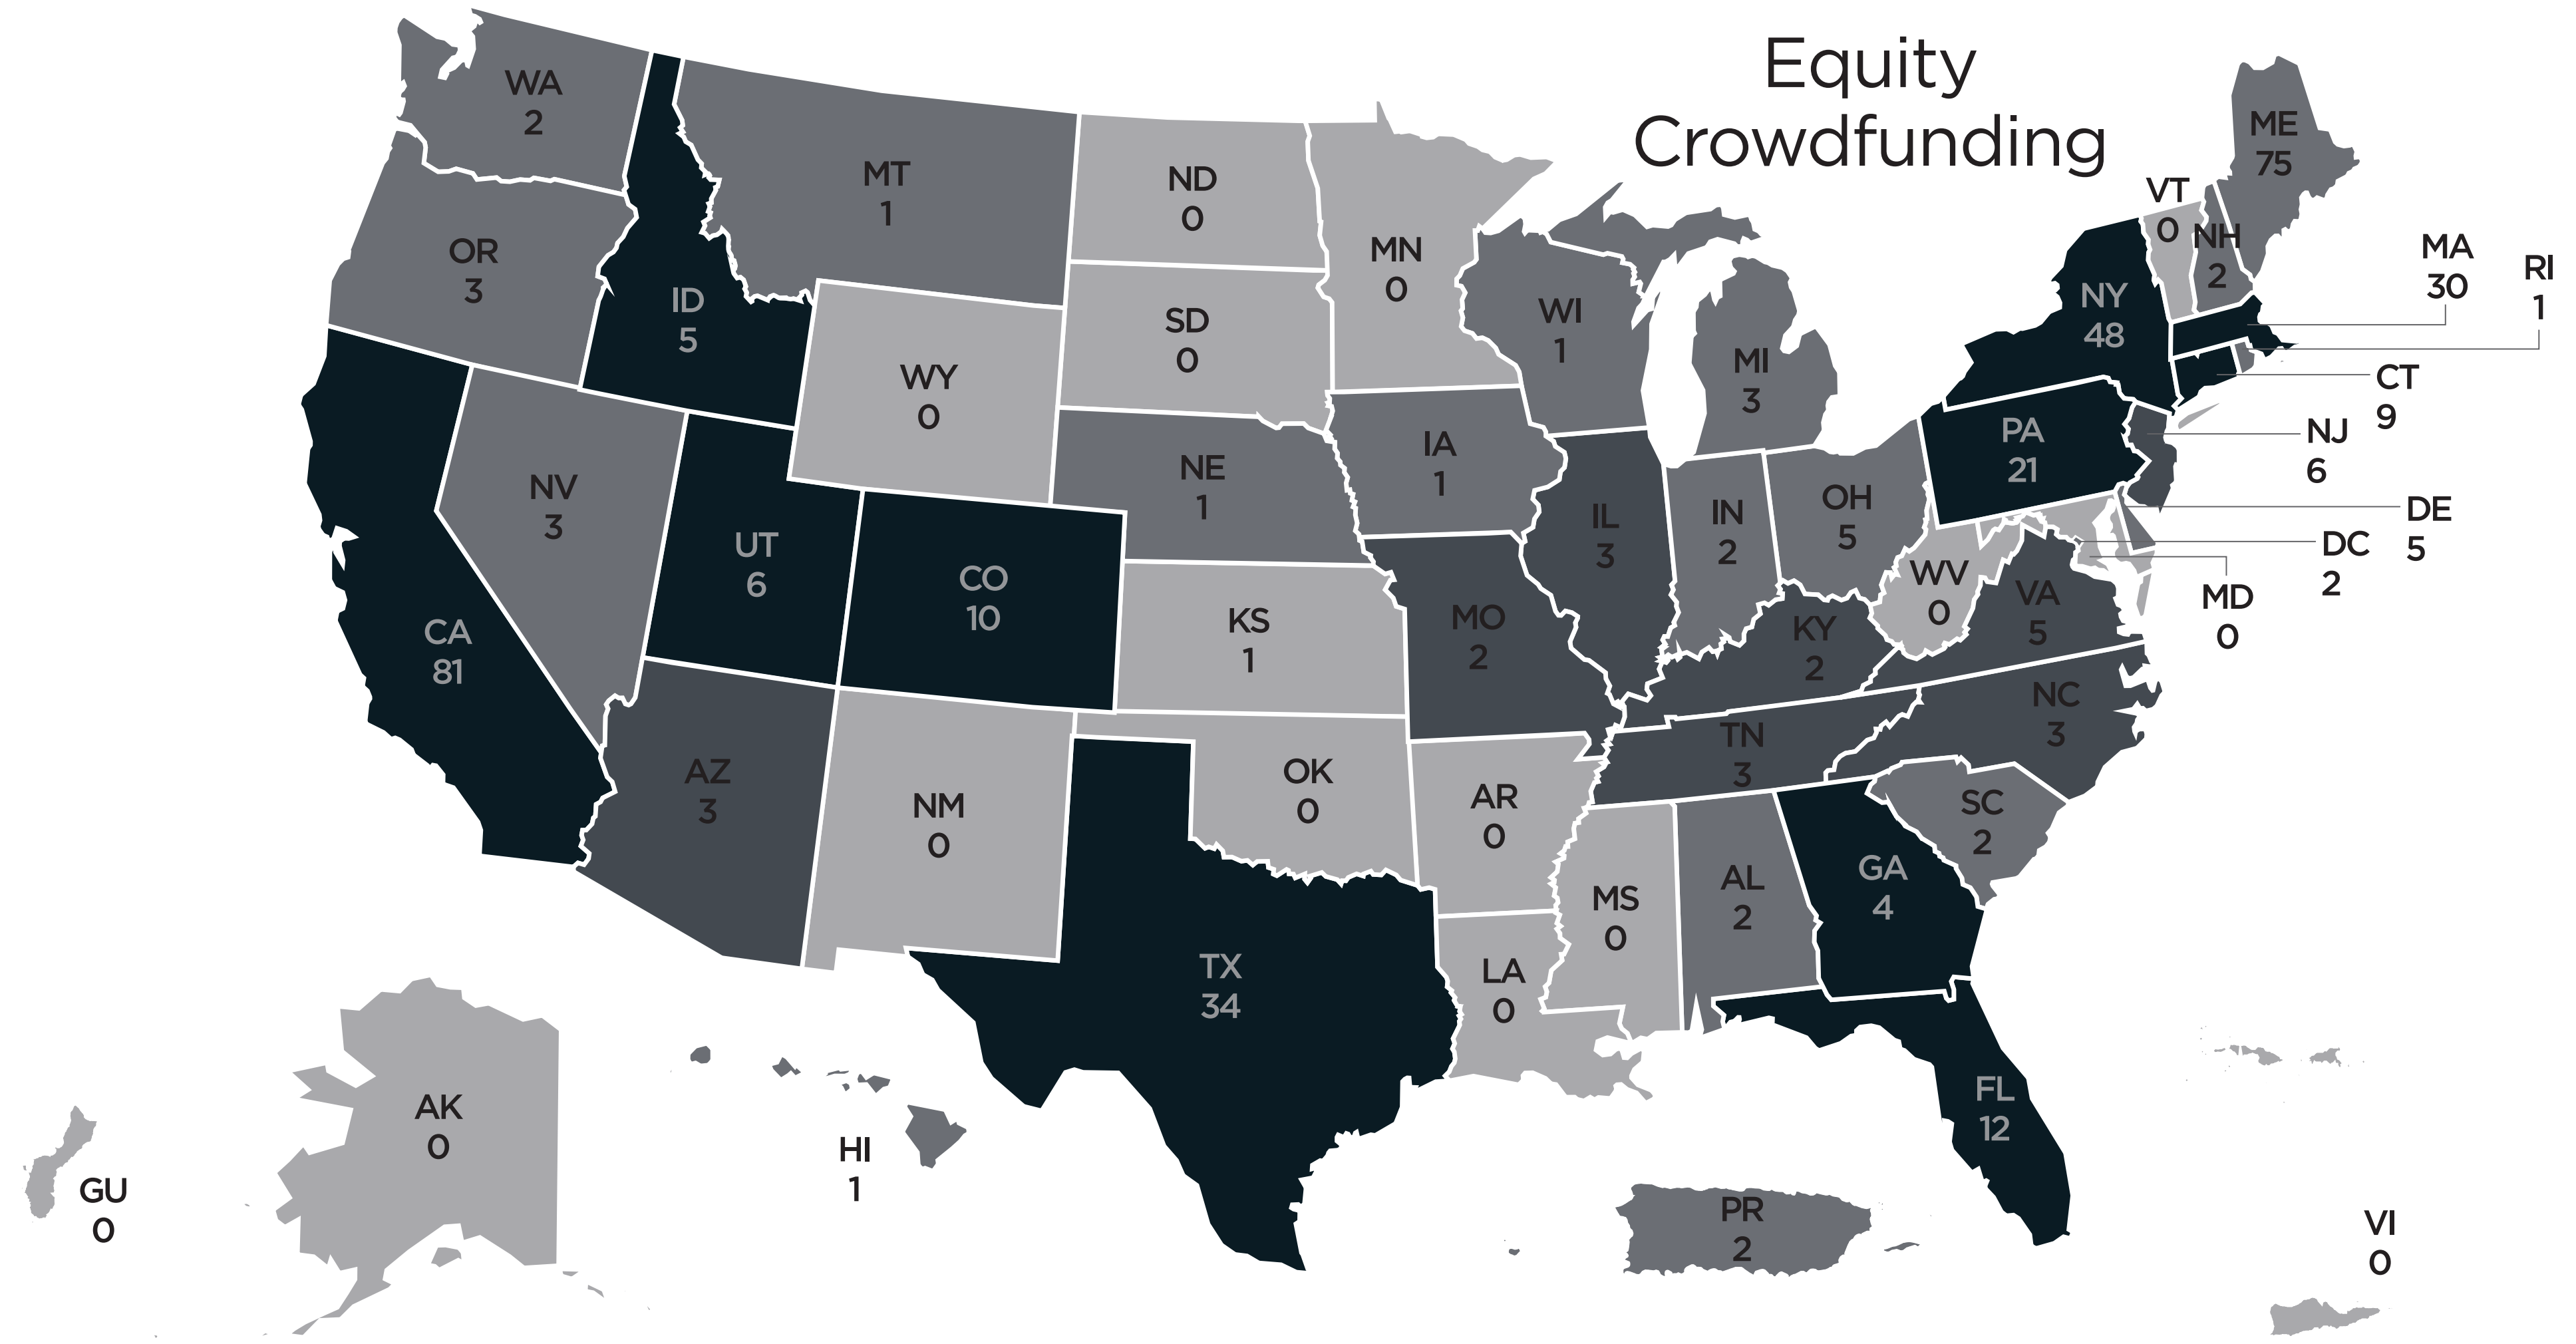 Equity
Crowdfunding
WA
2
OR
3
ID
5
MT
1
ND
0
MN
0
SD
0
WI
1
MI
3
WY
0
NE
1
IA
1
NV
3
UT
6
CO
10
KS
1
CA
81
AZ
3
NM
0
OK
0
TX
34
MO
2
IL
3
IN
2
OH
5
KY
2
TN
3
AR
0
MS
0
AL
2
GA
4
LA
0
SC
2
NC
3
VA
5
WV
0
PA
21
NY
48
VT
0
NH
2
ME
75
MA
30
RI
1
CT
9
NJ
6
DE
5
DC
2
MD
0
FL
12
GU
0
AK
0
HI
1
PR
2
VI
0